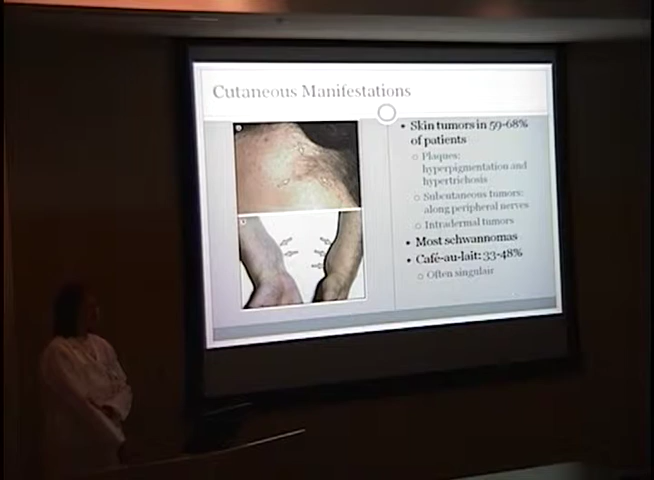 Cutaneous Manifestations
• Skin tumors in 59-68%
of patients
○ Plaques:
hyperpigmentation and
hypertrichosis
○ Subcutaneous tumors:
along peripheral nerves
○ Intradermal tumors
• Most schwannomas
• Café-au-lait: 33-48%
○ Often singular